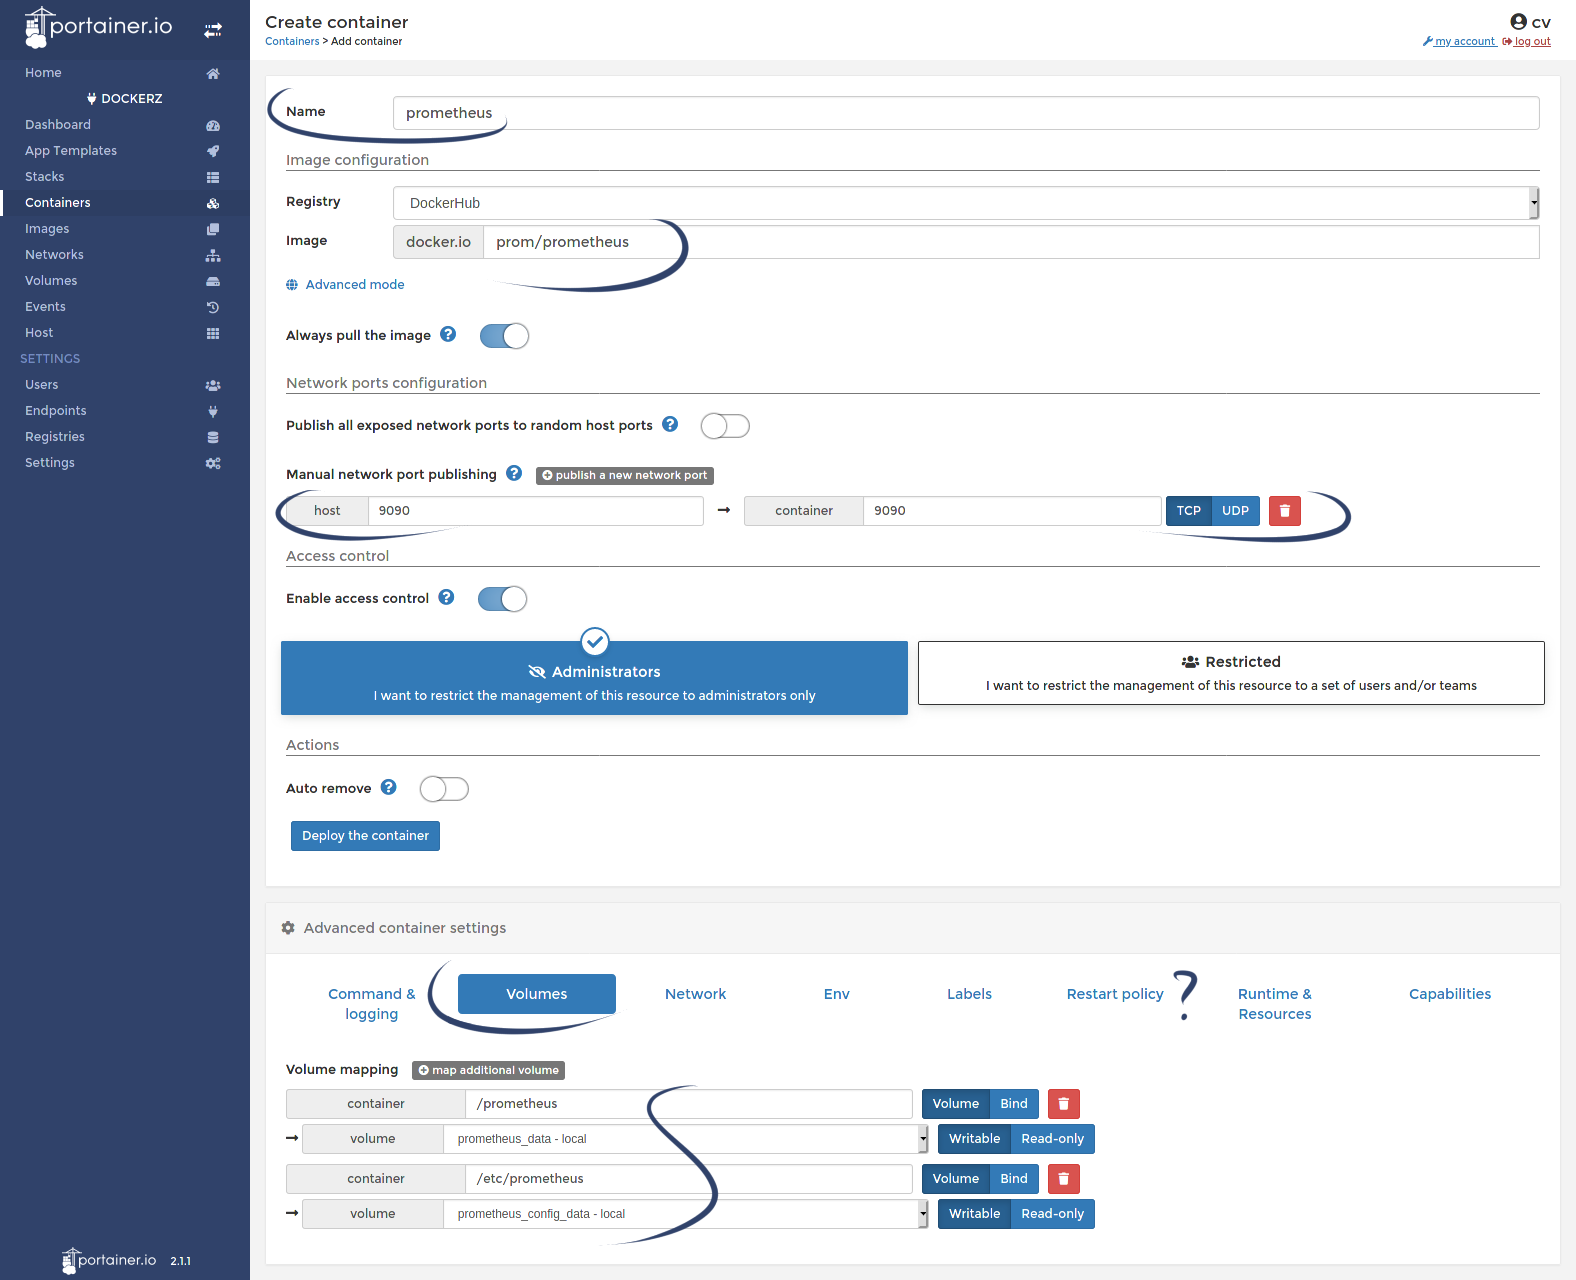 portainer.io
Home
DOCKERZ
Dashboard
App Templates
Stacks
Containers
Images
Networks
Volumes
Events
Host
SETTINGS
Users
Endpoints
Registries
Settings
portainer.io 2.1.1
Create container
Containers > Add container
cv
my account log out
Name prometheus
Image configuration
Registry DockerHub
Image docker.io prom/prometheus
Advanced mode
Always pull the image ?
Network ports configuration
Publish all exposed network ports to random host ports ?
Manual network port publishing ? publish a new network port
host 9090 → container 9090 TCP UDP
Access control
Enable access control ?
Administrators
I want to restrict the management of this resource to administrators only
Restricted
I want to restrict the management of this resource to a set of users and/or teams
Actions
Auto remove ?
Deploy the container
Advanced container settings
Command & logging Volumes Network Env Labels Restart policy ? Runtime & Resources Capabilities
Volume mapping map additional volume
container /prometheus Volume Bind
→ volume prometheus_data - local Writable Read-only
container /etc/prometheus Volume Bind
→ volume prometheus_config_data - local Writable Read-only